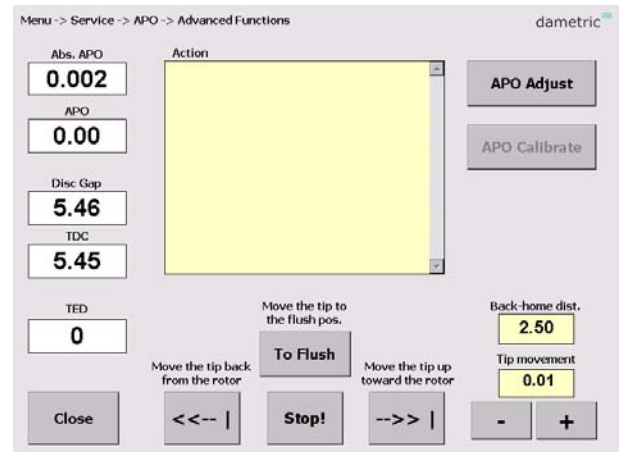 Menu -> Service -> APO -> Advanced Functions
dametric
Abs. APO
0.002
Action
APO Adjust
APO
0.00
APO Calibrate
Disc Gap
5.46
TDC
5.45
TED
0
Move the tip to
the flush pos.
To Flush
Back-home dist.
2.50
Move the tip back
from the rotor
Move the tip up
toward the rotor
Tip movement
0.01
Close
<<-- |
Stop!
-->> |
-
+